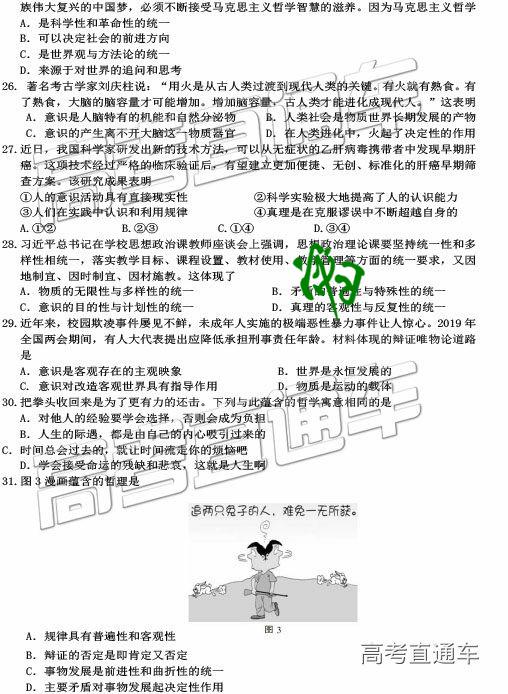 族伟大复兴的中国梦，必须不断接受马克思主义哲学智慧的滋养。因为马克思主义哲学
A．是科学性和革命性的统一
B．可以决定社会的前进方向
C．是世界观与方法论的统一
D．来源于对世界的追问和思考
26．著名考古学家刘庆柱说：“用火是从古人类过渡到现代人类的关键。有火就有熟食。有
了熟食，大脑的脑容量才可能增加。增加脑容量，古人类才能进化成现代人。”这表明
A．意识是人脑特有的机能和自然分泌物 B．人类社会是物质世界长期发展的产物
C．意识的产生离不开大脑这一物质器官 D．在人类进化中，火起了决定性的作用
27．近日，我国科学家研发出新的技术方法，可以从无症状的乙肝病毒携带者中发现早期肝
癌。这项技术经过严格的临床验证后，有望建立更加便捷、无创、标准化的肝癌早期筛
查方案。该研究成果表明
①人的意识活动具有直接现实性 ②科学实验极大地提高了人的认识能力
③人们在实践中认识和利用规律 ④真理是在克服谬误中不断超越自身的
A.①② B.②③ C.①④ D.③④
28．习近平总书记在学校思想政治课教师座谈会上强调，思想政治理论课要坚持统一性和多
样性相统一，落实教学目标、课程设置、教材使用、教学管理等方面的统一要求，又因
地制宜、因时制宜、因材施教。这体现了
A．物质的无限性与多样性的统一 B．矛盾的普遍性与特殊性的统一
C．意识的目的性与计划性的统一 D．真理的客观性与反复性的统一
29．近年来，校园欺凌事件屡见不鲜，未成年人实施的极端恶性暴力事件让人惊心。2019 年
全国两会期间，有人大代表提出应降低承担刑事责任年龄。材料体现的辩证唯物论道路
是
A．意识是客观存在的主观映象 B．世界是永恒发展的
C．意识对改造客观世界具有指导作用 D．物质是运动的载体
30．把拳头收回来是为了更有力的还击。下列与此蕴含的哲学寓意相同的是
A．对他人的经验要学会选择，否则会成为负担
B．人生的际遇，都是由自己的内心吸引过来的
C．时间总会过去的，就让时间流走你的烦恼吧
D．学会接受命运的残缺和悲哀，这就是人生啊
31．图 3 漫画蕴含的哲理是
追两只兔子的人，难免一无所获。
图 3
A．规律具有普遍性和客观性
B．辩证的否定是即肯定又否定
C．事物发展是前进性和曲折性的统一
D．主要矛盾对事物发展起决定性作用
高考直通车
高考直通车
高考直通车